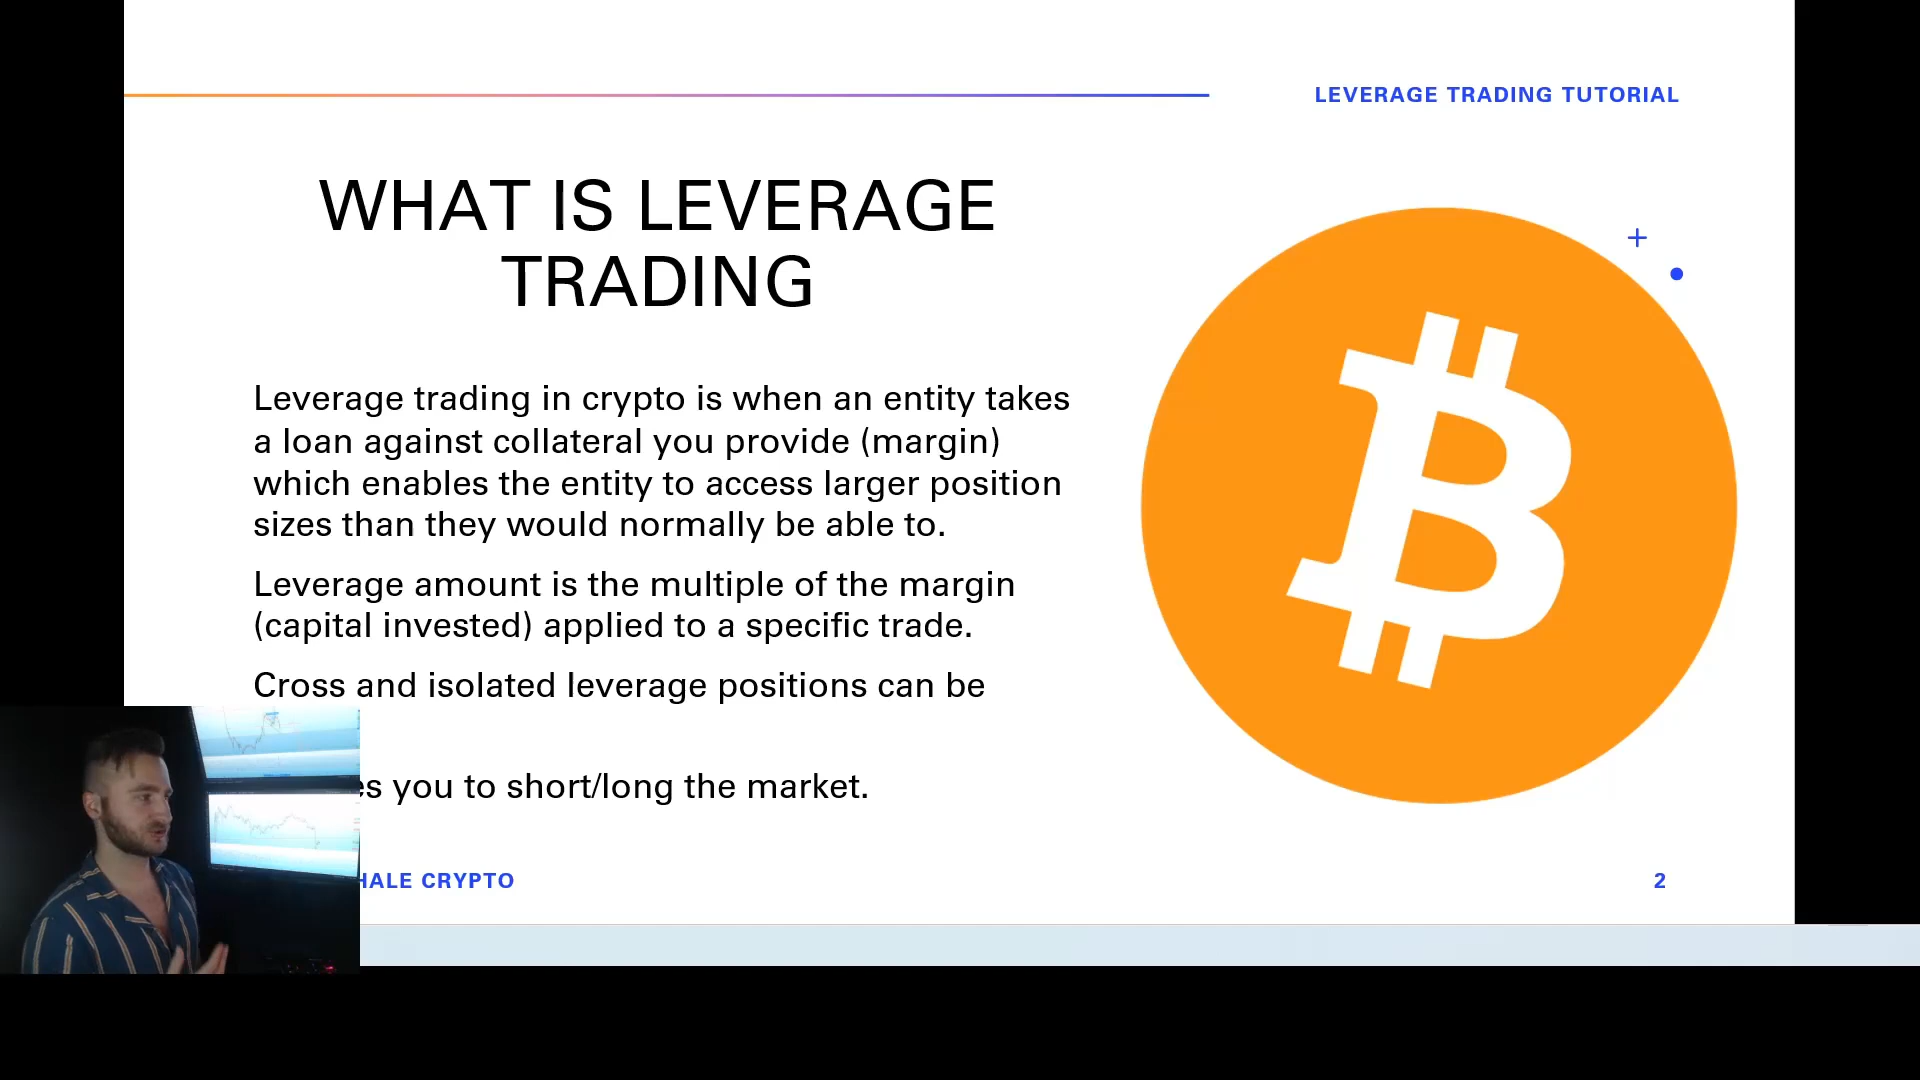 LEVERAGE TRADING TUTORIAL
WHAT IS LEVERAGE
TRADING
Leverage trading in crypto is when an entity takes
a loan against collateral you provide (margin)
which enables the entity to access larger position
sizes than they would normally be able to.
Leverage amount is the multiple of the margin
(capital invested) applied to a specific trade.
Cross and isolated leverage positions can be
you to short/long the market.
CRYPTO
2